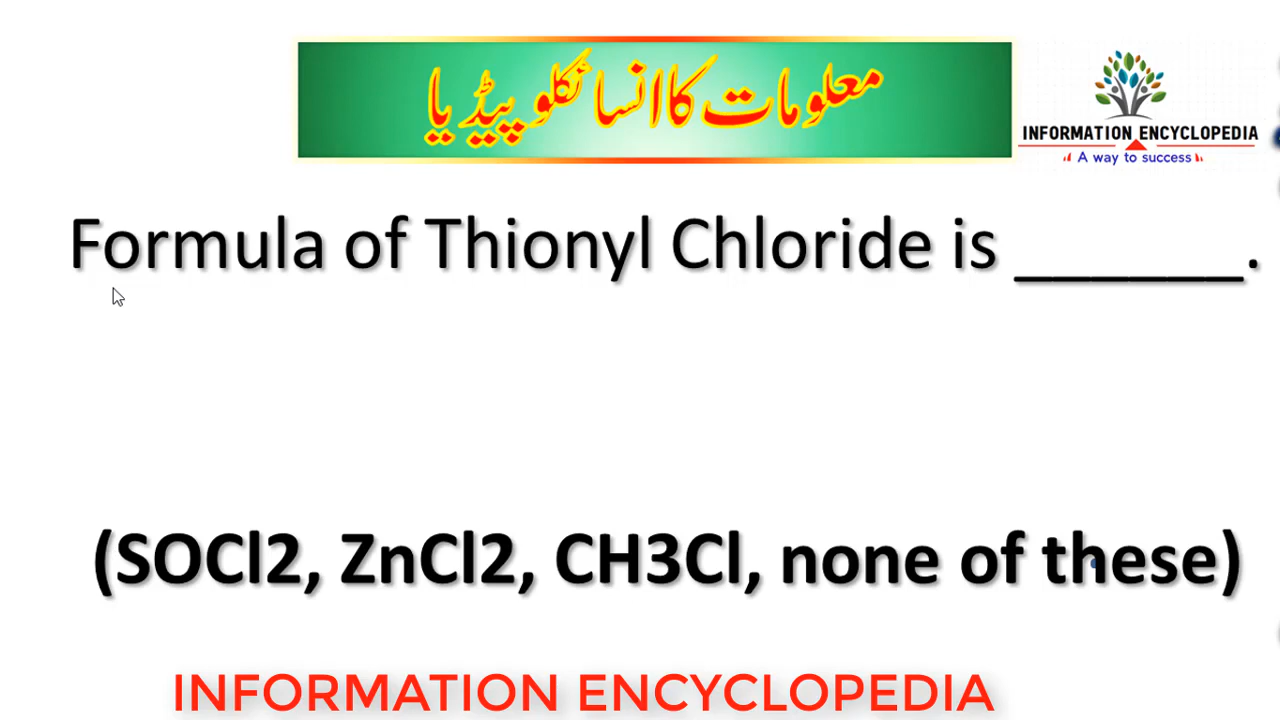 معلومات کا انسائکلوپیڈیا
INFORMATION ENCYCLOPEDIA
A way to success
Formula of Thionyl Chloride is _______.
(SOCl2, ZnCl2, CH3Cl, none of these)
INFORMATION ENCYCLOPEDIA